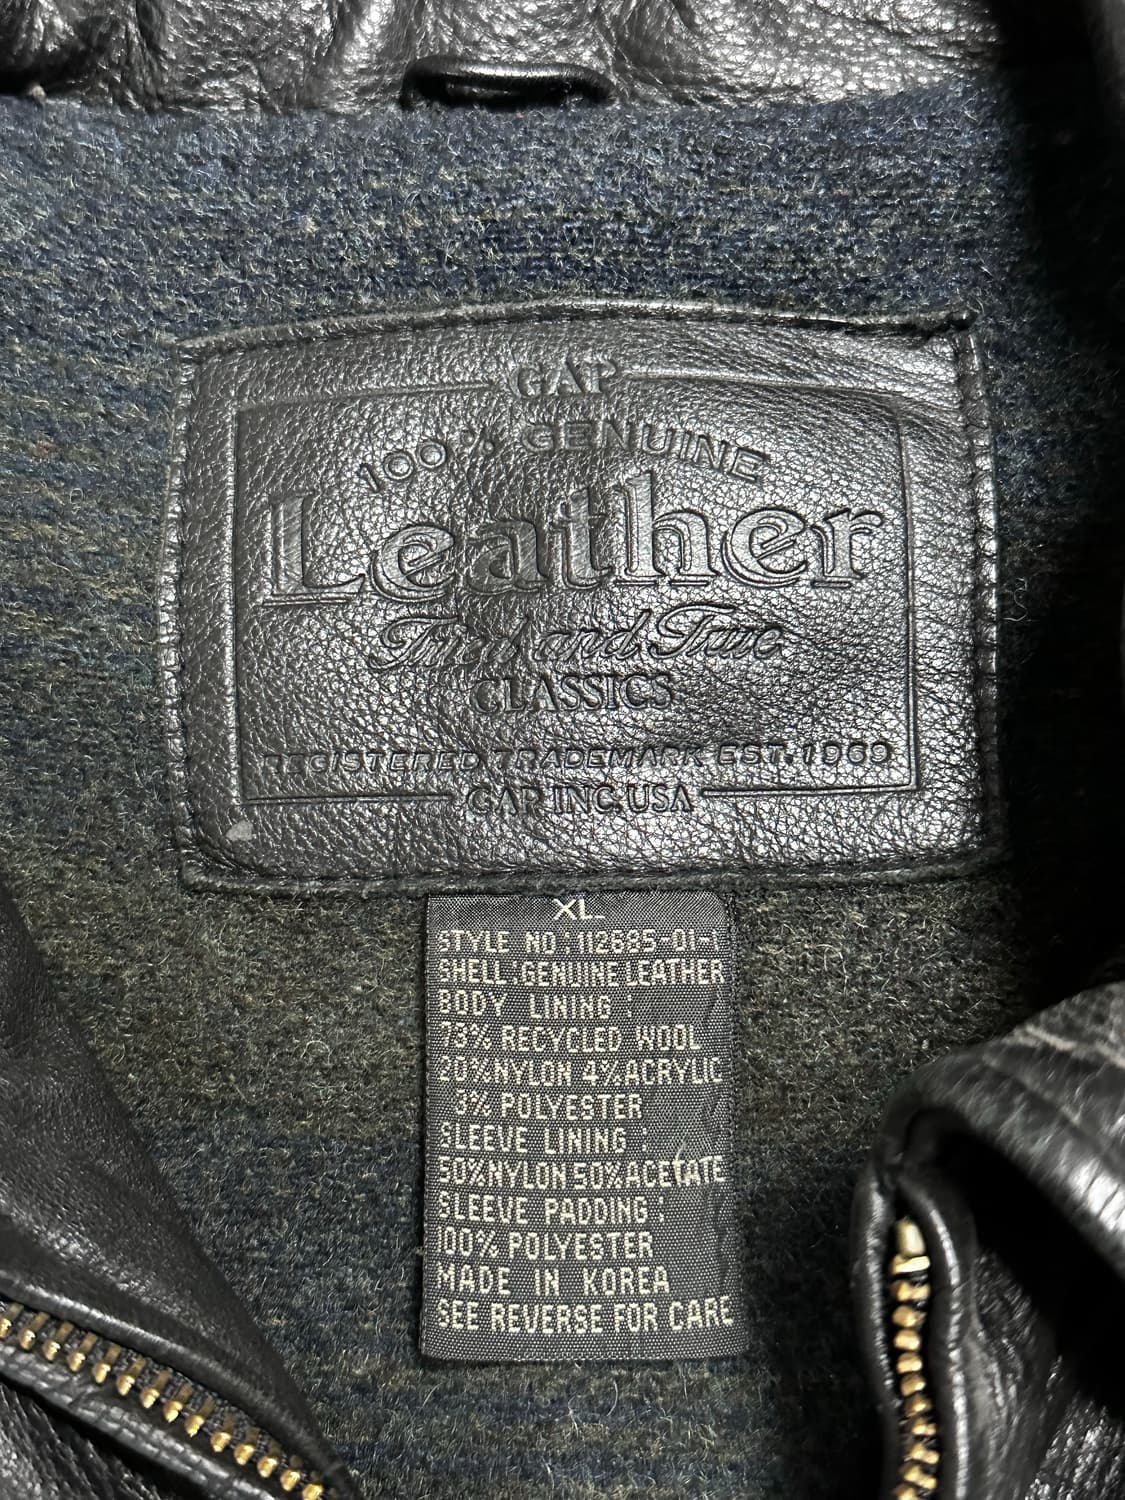 GAP
100% GENUINE
Leather
Tried and True
CLASSICS
REGISTERED TRADEMARK EST. 1969
GAP INC. USA
XL
STYLE NO: 112685-01-1
SHELL: GENUINE LEATHER
BODY LINING :
73% RECYCLED WOOL
20%NYLON 4%ACRYLIC
3% POLYESTER
SLEEVE LINING :
50%NYLON 50%ACETATE
SLEEVE PADDING :
100% POLYESTER
MADE IN KOREA
SEE REVERSE FOR CARE